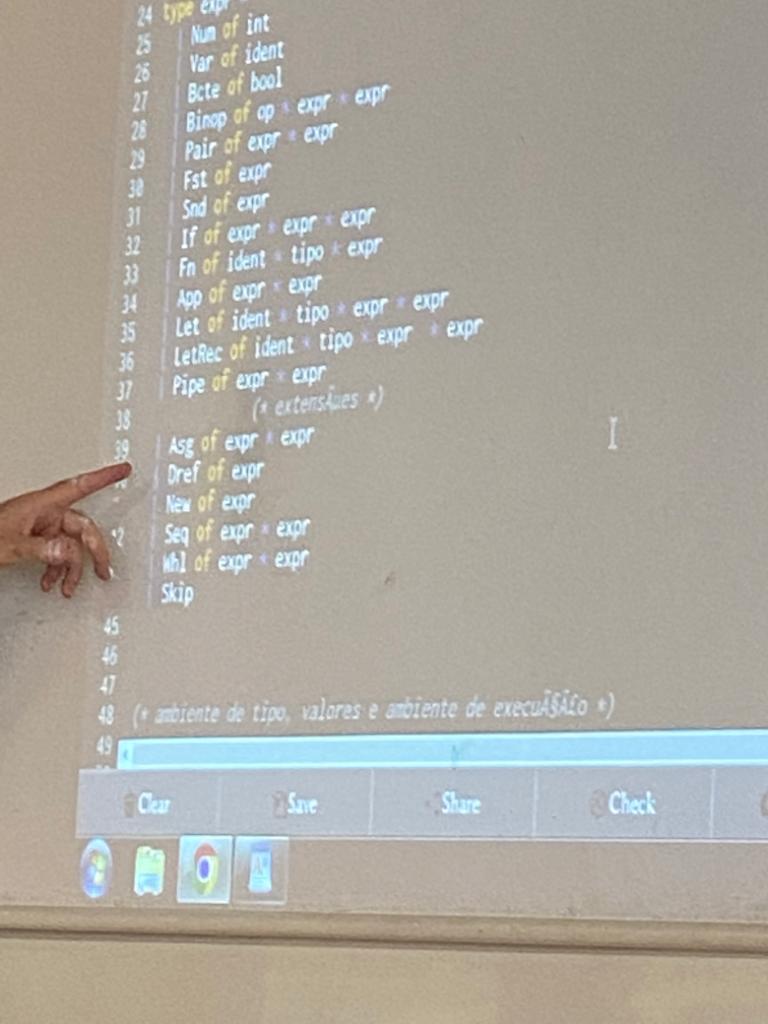 24 type expr
25 | Num of int
26 | Var of ident
27 | Bcte of bool
28 | Binop of op * expr * expr
29 | Pair of expr * expr
30 | Fst of expr
31 | Snd of expr
32 | If of expr * expr * expr
33 | Fn of ident * tipo * expr
34 | App of expr * expr
35 | Let of ident * tipo * expr * expr
36 | LetRec of ident * tipo * expr * expr
37 | Pipe of expr * expr
38 (* extensÃµes *)
39 | Asg of expr * expr
| Dref of expr
| New of expr
| Seq of expr * expr
| Whl of expr * expr
| Skip
45
46
47
48 (* ambiente de tipo, valores e ambiente de execuÃ§Ã£o *)
49
Clear Save Share Check